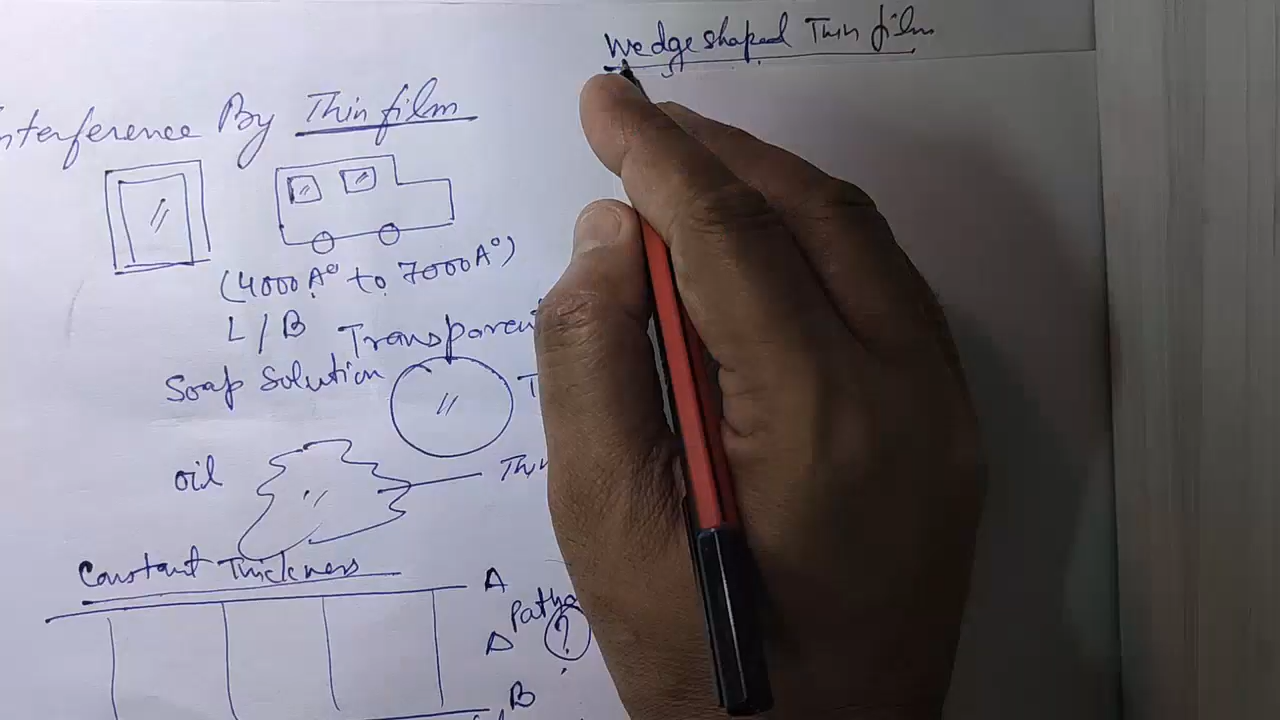 Wedge shaped Thin film
Interference By Thin film
(4000 A° to 7000 A°)
L/B Transparent
Soap Solution
oil
Constant Thickness
A
Path
?
B